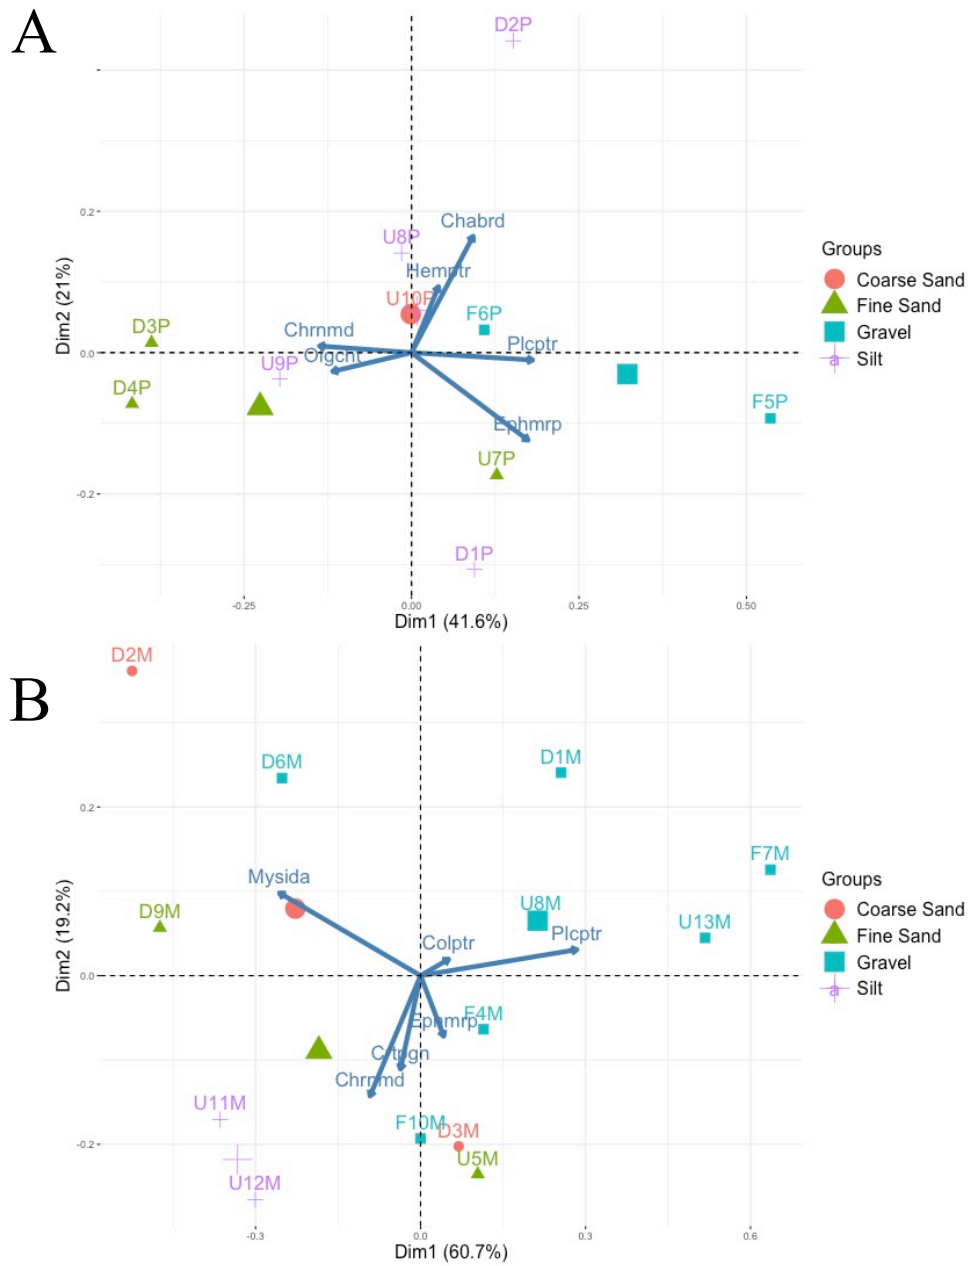 A
D2P
0.2
Chabrd
U8P
Hemptr
U10P
F6P
D3P
Chrnmd
Plcptr
0.0
Olgcht
U9P
D4P
F5P
Ephmrp
U7P
-0.2
D1P
-0.25
0.00
0.25
0.50
Dim1 (41.6%)
Dim2 (21%)
Groups
Coarse Sand
Fine Sand
Gravel
a Silt
B
D2M
D6M
D1M
0.2
F7M
Mysida
D9M
U8M
U13M
Plcptr
Colptr
0.0
F4M
Ephmrp
Crtpgn
Chrnmd
U11M
F10M
D3M
-0.2
U5M
U12M
-0.3
0.0
0.3
0.6
Dim1 (60.7%)
Dim2 (19.2%)
Groups
Coarse Sand
Fine Sand
Gravel
a Silt